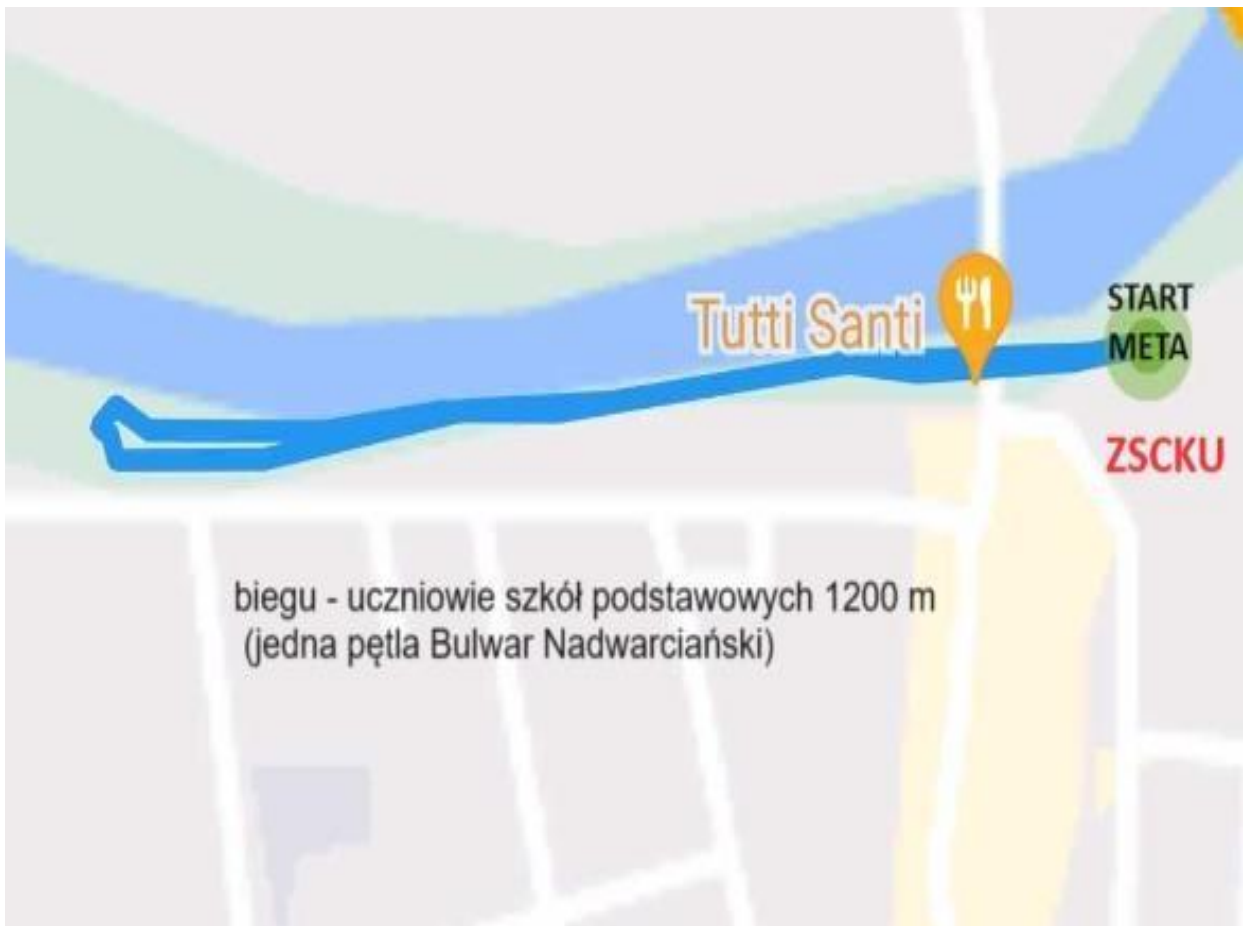 START
Tutti Santi
META
ZSCKU
biegu - uczniowie szkół podstawowych 1200 m
(jedna pętla Bulwar Nadwarciański)